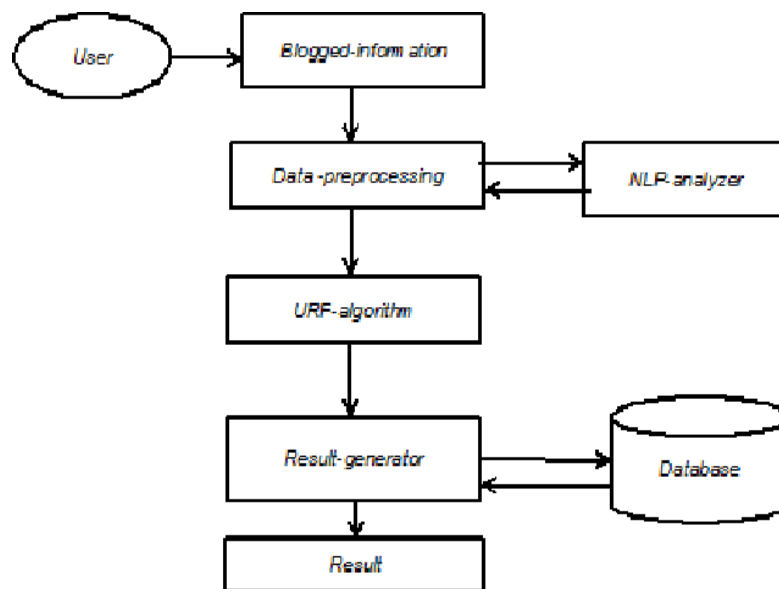 User
Blogged-information
Data-preprocessing
NLP-analyzer
URF-algorithm
Result-generator
Database
Result